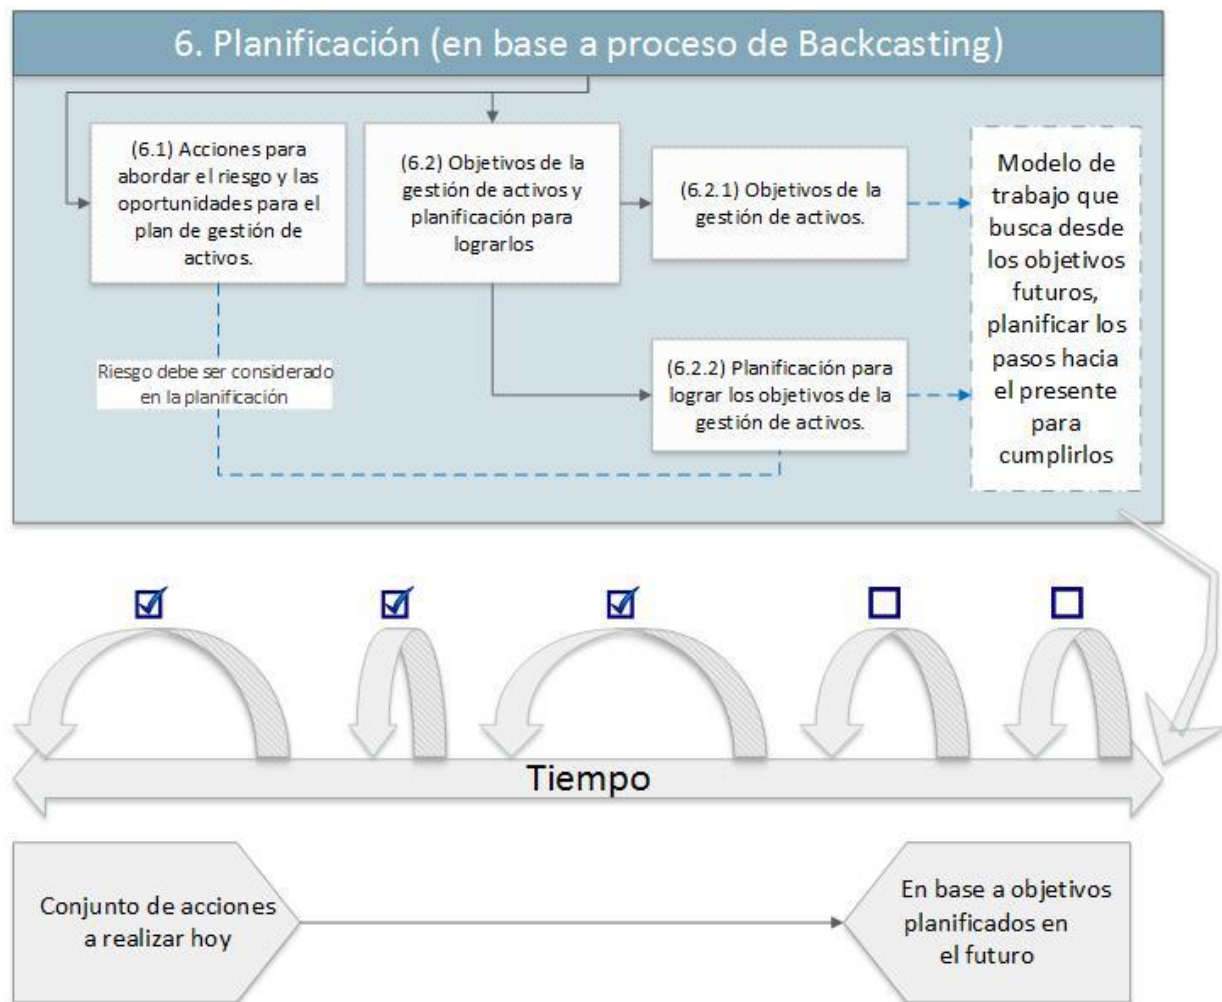 6. Planificación (en base a proceso de Backcasting)
(6.1) Acciones para
abordar el riesgo y las
oportunidades para el
plan de gestión de
activos.
(6.2) Objetivos de la
gestión de activos y
planificación para
lograrlos
(6.2.1) Objetivos de la
gestión de activos.
Modelo de
trabajo que
busca desde
los objetivos
futuros,
planificar los
pasos hacia
el presente
para
cumplirlos
Riesgo debe ser considerado
en la planificación
(6.2.2) Planificación para
lograr los objetivos de la
gestión de activos.
Tiempo
Conjunto de acciones
a realizar hoy
En base a objetivos
planificados en
el futuro